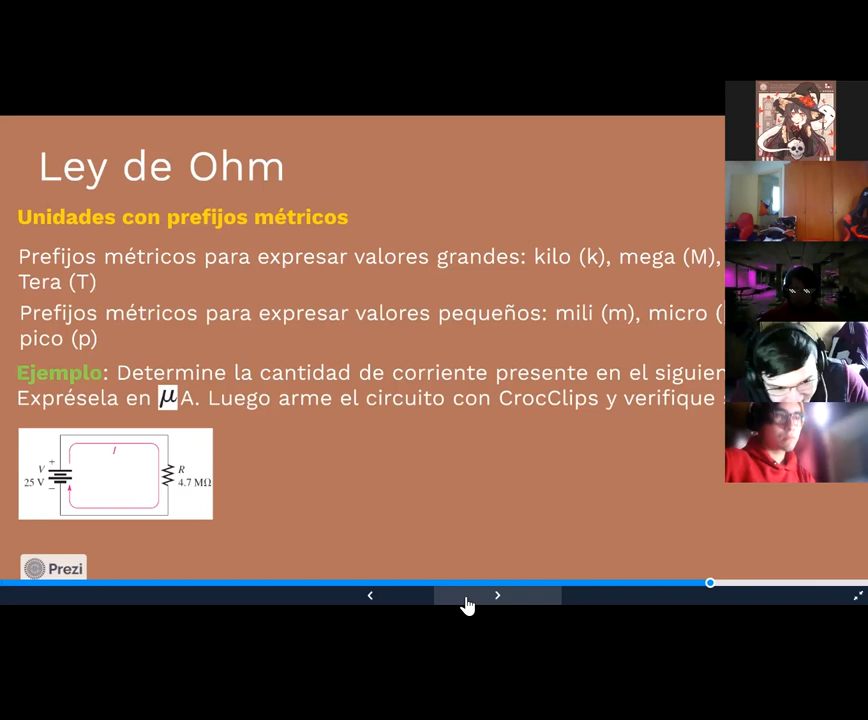 Ley de Ohm
Unidades con prefijos métricos
Prefijos métricos para expresar valores grandes: kilo (k), mega (M),
Tera (T)
Prefijos métricos para expresar valores pequeños: mili (m), micro (
pico (p)
Ejemplo: Determine la cantidad de corriente presente en el siguien
Exprésela en μA. Luego arme el circuito con CrocClips y verifique
I
+
V
25 V
−
R
4.7 MΩ
Prezi